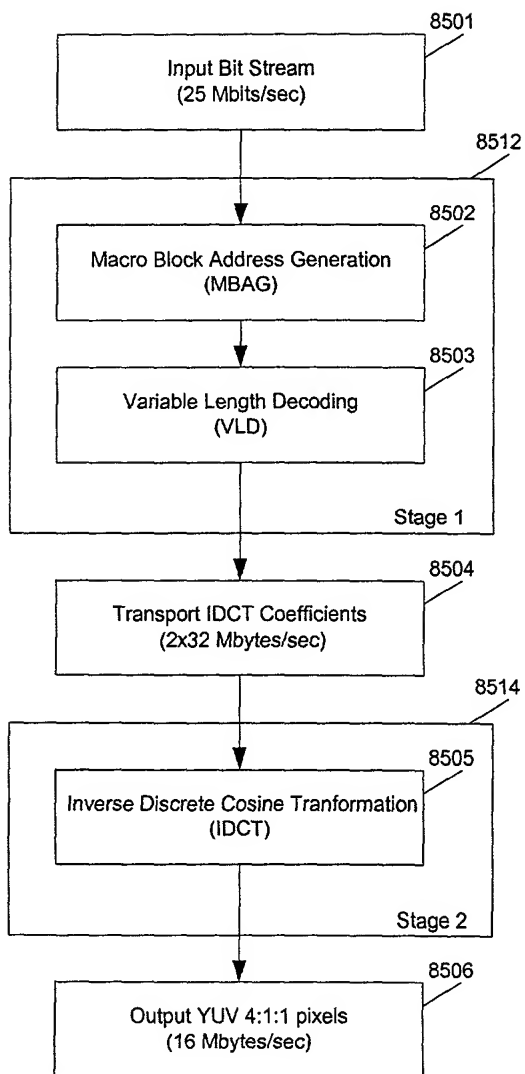 8501
Input Bit Stream
(25 Mbits/sec)
8512
8502
Macro Block Address Generation
(MBAG)
8503
Variable Length Decoding
(VLD)
Stage 1
8504
Transport IDCT Coefficients
(2x32 Mbytes/sec)
8514
8505
Inverse Discrete Cosine Tranformation
(IDCT)
Stage 2
8506
Output YUV 4:1:1 pixels
(16 Mbytes/sec)